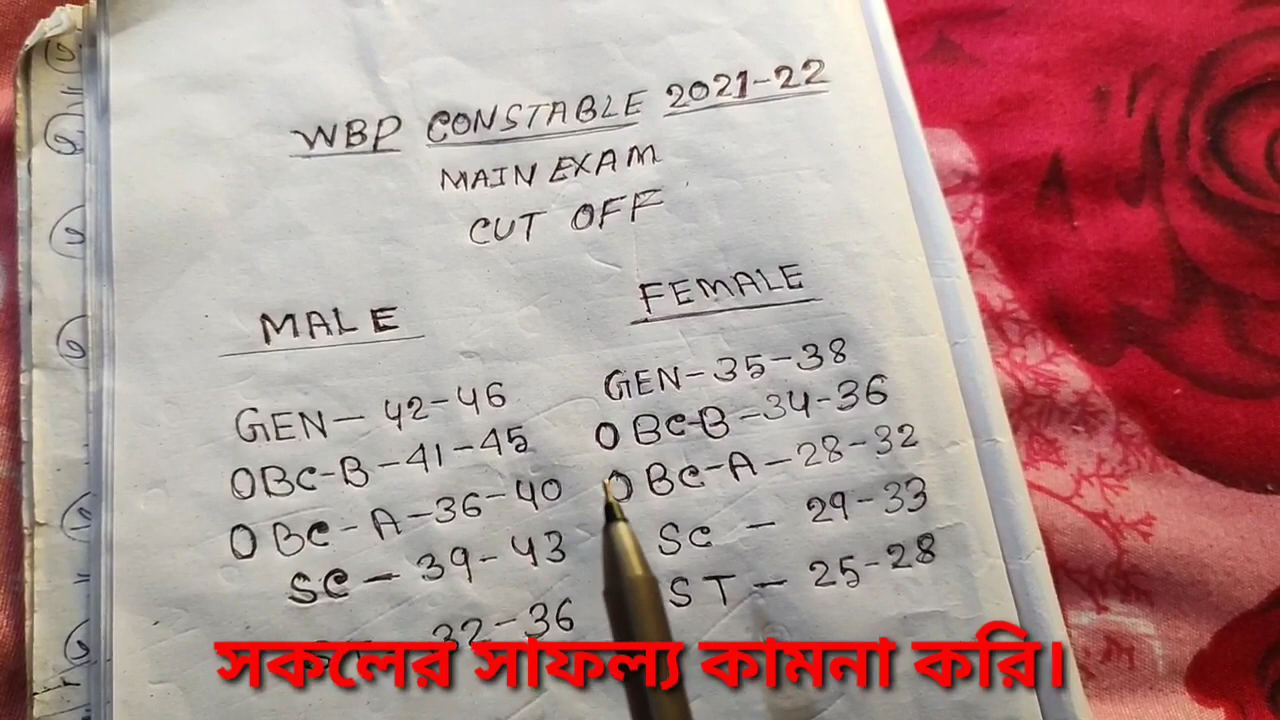 WBP CONSTABLE 2021-22
MAIN EXAM
CUT OFF
MALE
GEN – 42-46
OBC-B-41-45
OBC-A-36-40
SC – 39-43
32-36
FEMALE
GEN-35-38
OBC-B-34-36
OBC-A-28-32
SC – 29-33
ST – 25-28
সকলের সাফল্য কামনা করি।